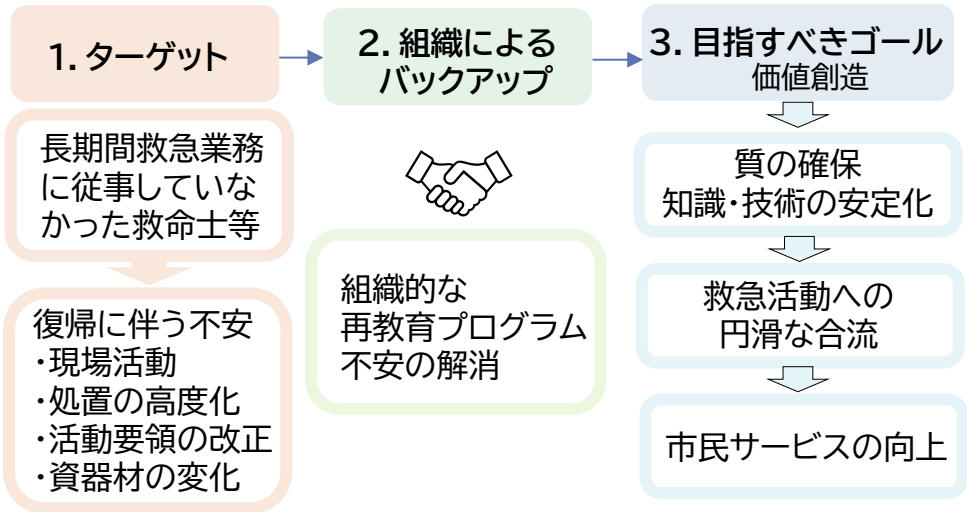 1. ターゲット
長期間救急業務
に従事していな
かった救命士等
復帰に伴う不安
・現場活動
・処置の高度化
・活動要領の改正
・資器材の変化
2. 組織による
バックアップ
組織的な
再教育プログラム
不安の解消
3. 目指すべきゴール
価値創造
質の確保
知識・技術の安定化
救急活動への
円滑な合流
市民サービスの向上